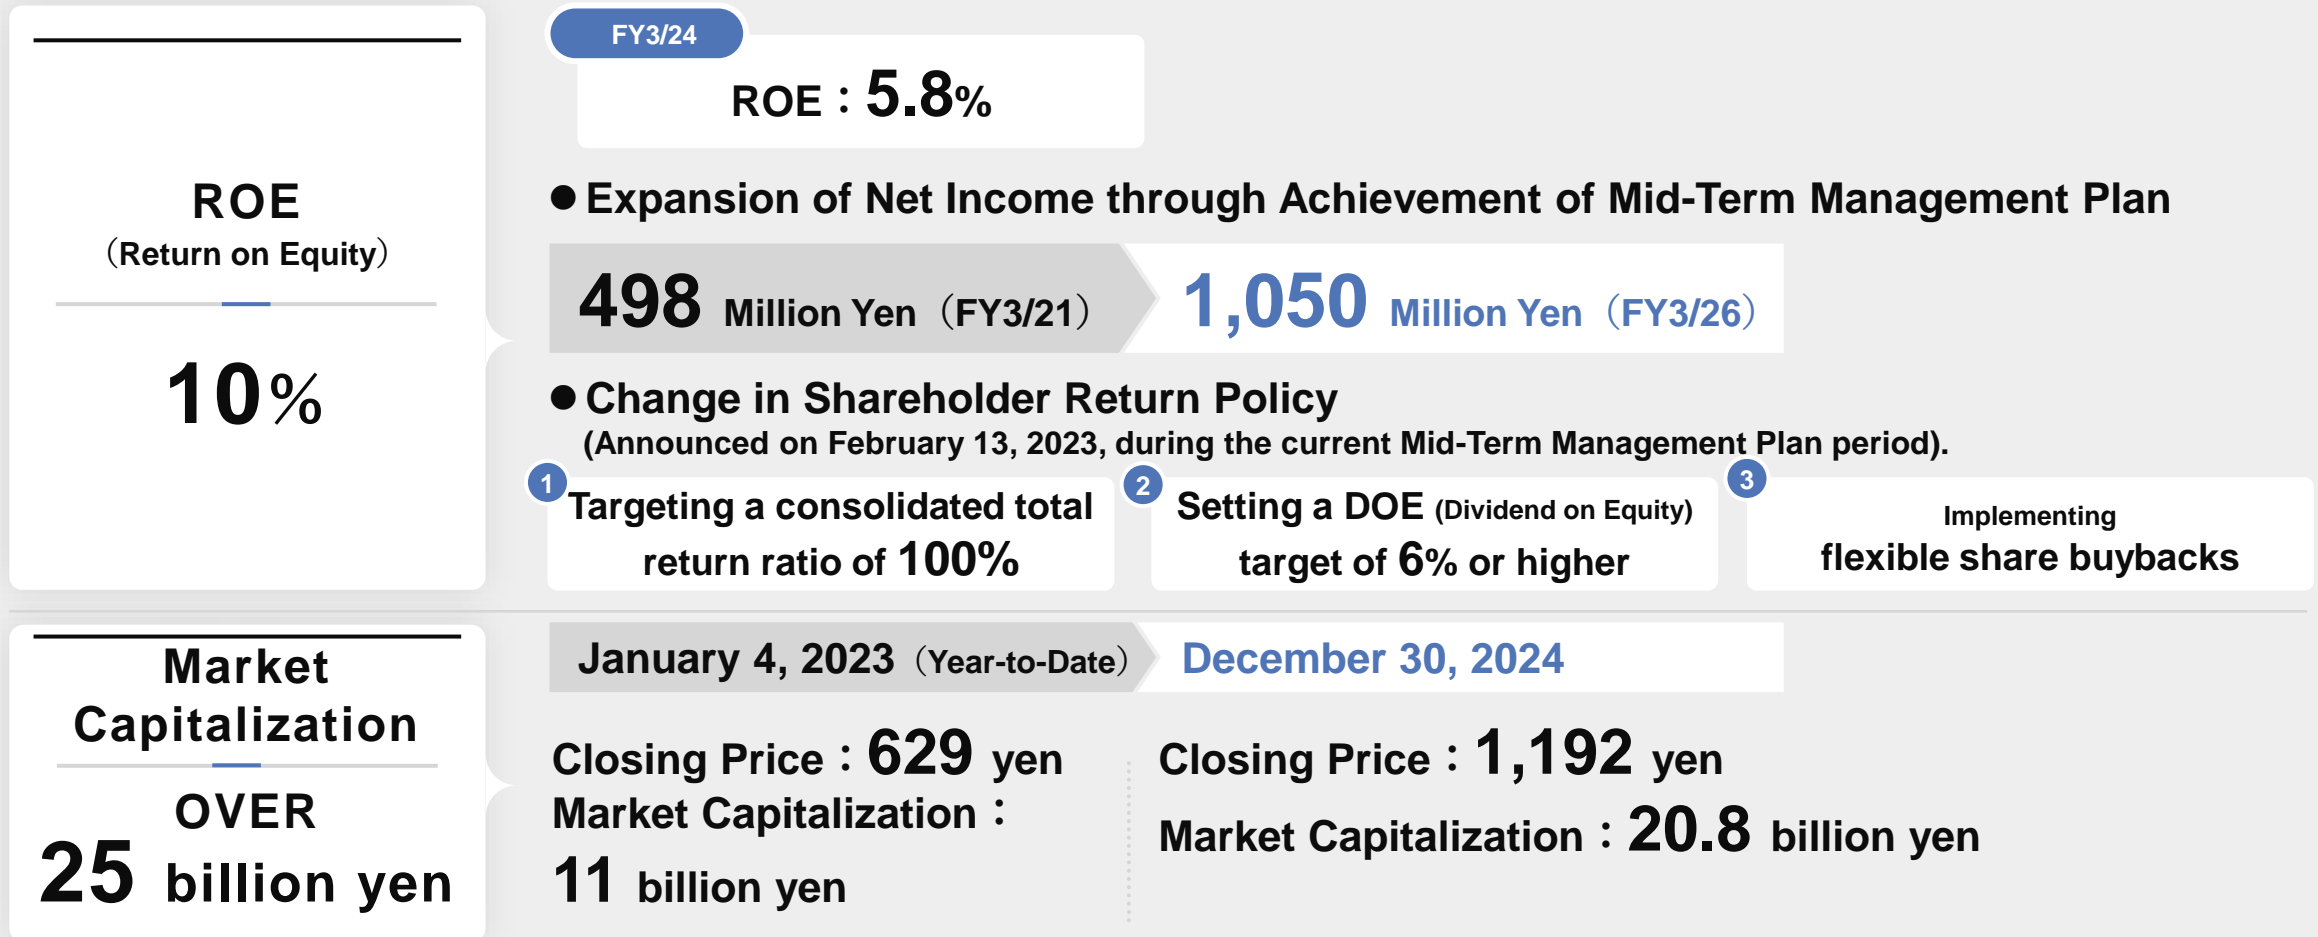 ROE
（Return on Equity）
10%
FY3/24
ROE：5.8%
●Expansion of Net Income through Achievement of Mid-Term Management Plan
498 Million Yen（FY3/21）
1,050 Million Yen（FY3/26）
●Change in Shareholder Return Policy
(Announced on February 13, 2023, during the current Mid-Term Management Plan period).
1
Targeting a consolidated total
return ratio of 100%
2
Setting a DOE (Dividend on Equity)
target of 6% or higher
3
Implementing
flexible share buybacks
Market
Capitalization
OVER
25 billion yen
January 4, 2023（Year-to-Date）
Closing Price：629 yen
Market Capitalization：
11 billion yen
December 30, 2024
Closing Price：1,192 yen
Market Capitalization：20.8 billion yen